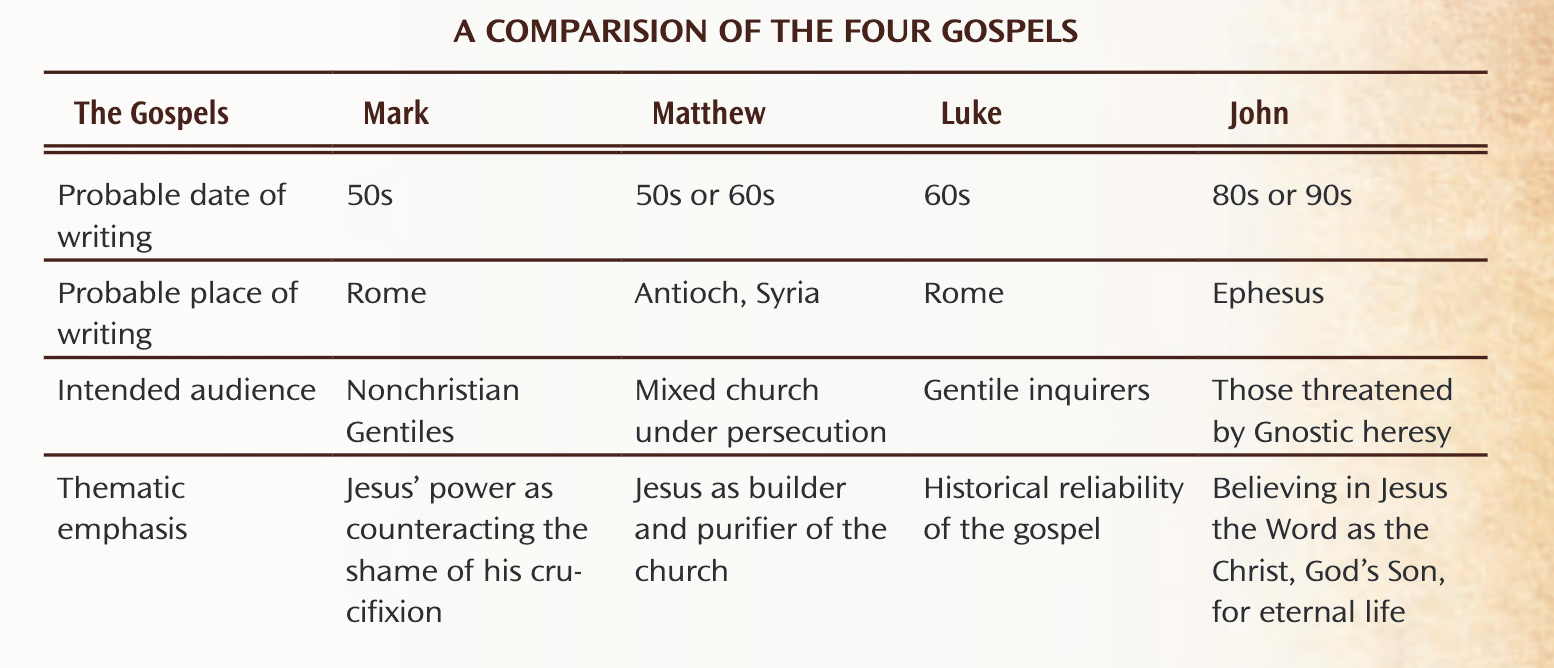 A COMPARISION OF THE FOUR GOSPELS
The Gospels Mark Matthew Luke John
Probable date of 50s 50s or 60s 60s 80s or 90s
writing
Probable place of Rome Antioch, Syria Rome Ephesus
writing
Intended audience Nonchristian Mixed church Gentile inquirers Those threatened
Gentiles under persecution by Gnostic heresy
Thematic Jesus’ power as Jesus as builder Historical reliability Believing in Jesus
emphasis counteracting the and purifier of the of the gospel the Word as the
shame of his cru- church Christ, God’s Son,
cifixion for eternal life